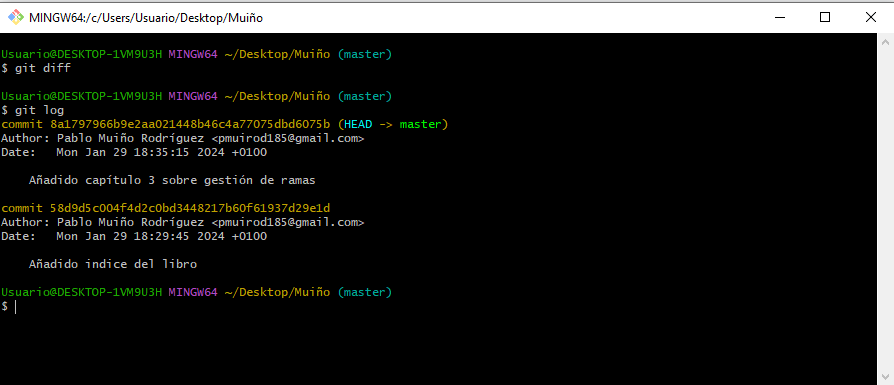 MINGW64:/c/Users/Usuario/Desktop/Muiño
Usuario@DESKTOP-1VM9U3H MINGW64 ~/Desktop/Muiño (master)
$ git diff
Usuario@DESKTOP-1VM9U3H MINGW64 ~/Desktop/Muiño (master)
$ git log
commit 8a1797966b9e2aa021448b46c4a77075dbd6075b (HEAD -> master)
Author: Pablo Muiño Rodríguez <pmuirod185@gmail.com>
Date:   Mon Jan 29 18:35:15 2024 +0100
    Añadido capítulo 3 sobre gestión de ramas
commit 58d9d5c004f4d2c0bd3448217b60f61937d29e1d
Author: Pablo Muiño Rodríguez <pmuirod185@gmail.com>
Date:   Mon Jan 29 18:29:45 2024 +0100
    Añadido indice del libro
Usuario@DESKTOP-1VM9U3H MINGW64 ~/Desktop/Muiño (master)
$